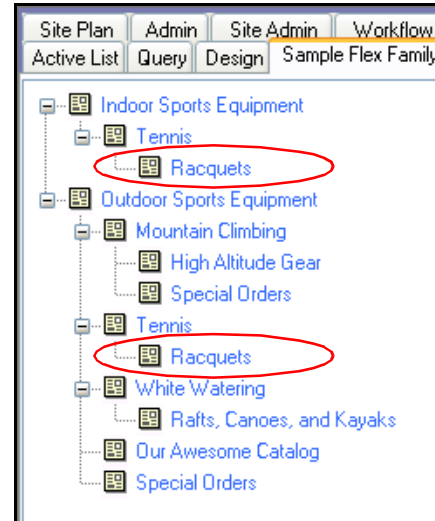 Site Plan Admin Site Admin Workflow
Active List Query Design Sample Flex Family
Indoor Sports Equipment
Tennis
Racquets
Outdoor Sports Equipment
Mountain Climbing
High Altitude Gear
Special Orders
Tennis
Racquets
White Watering
Rafts, Canoes, and Kayaks
Our Awesome Catalog
Special Orders